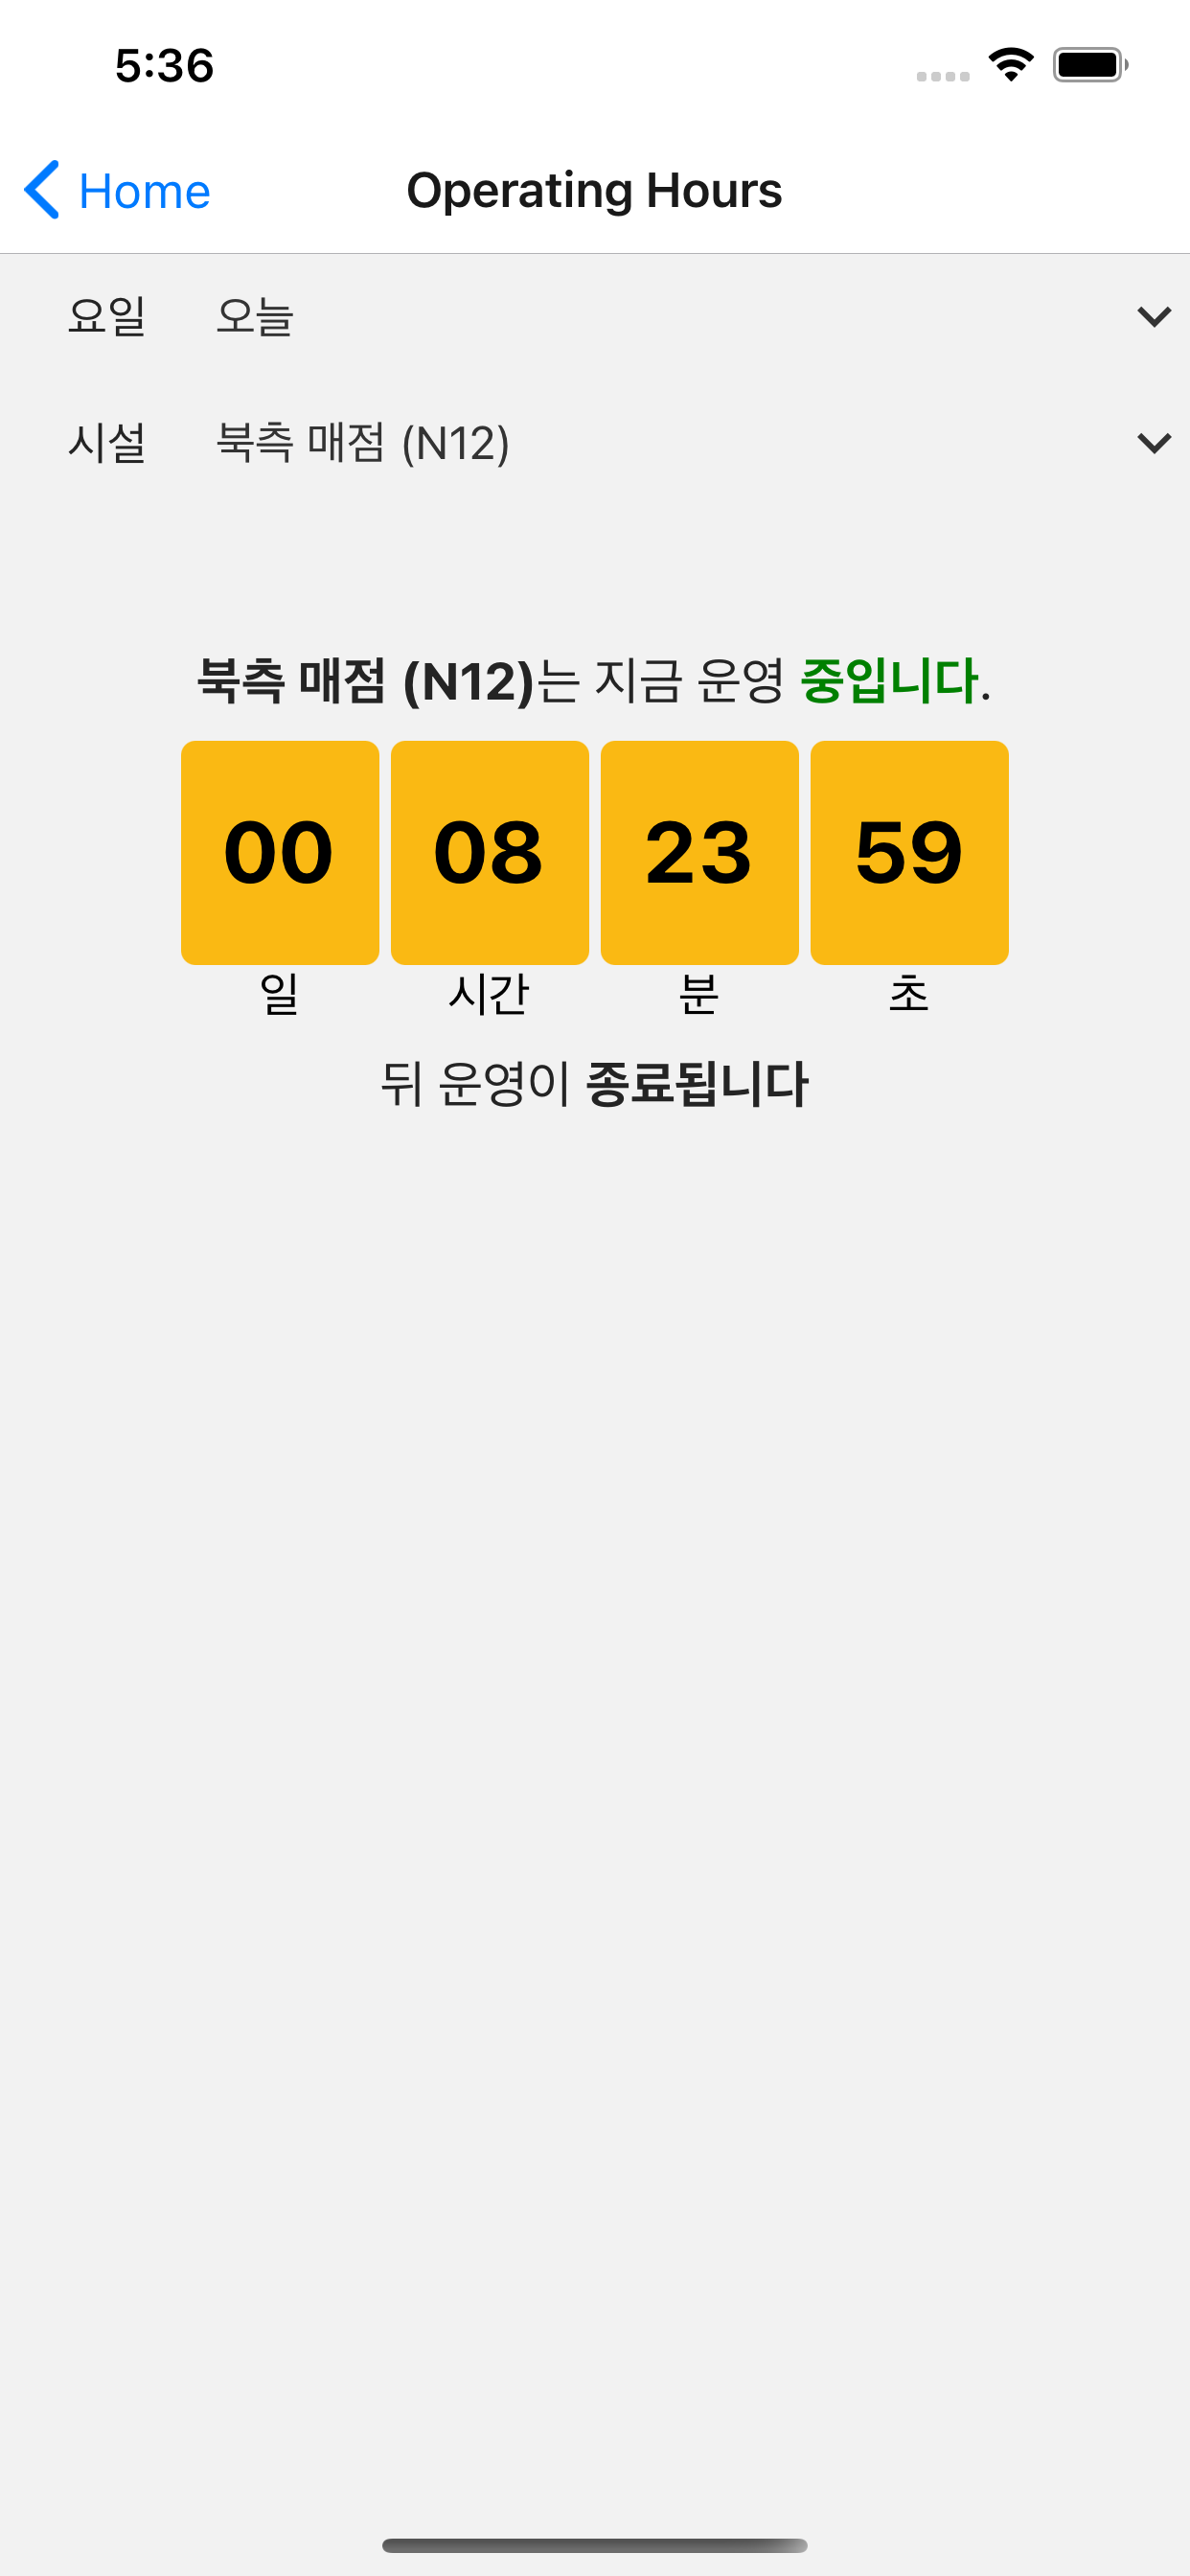 5:36
Home Operating Hours
요일 오늘
시설 북측 매점 (N12)
북측 매점 (N12)는 지금 운영 중입니다.
00 08 23 59
일 시간 분 초
뒤 운영이 종료됩니다